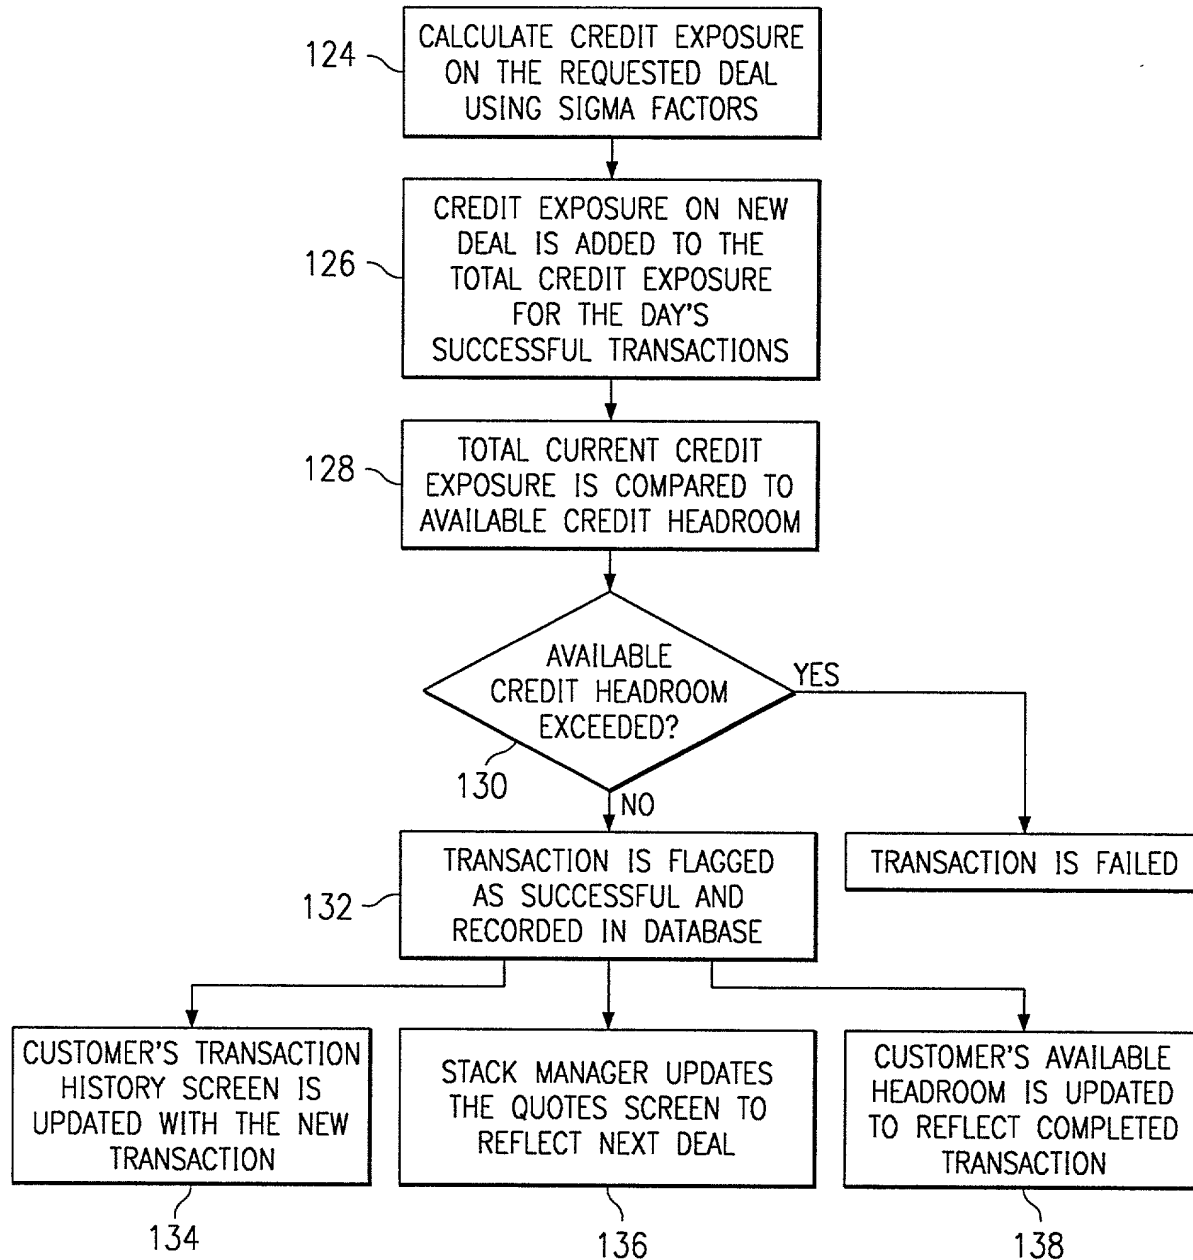 124
CALCULATE CREDIT EXPOSURE
ON THE REQUESTED DEAL
USING SIGMA FACTORS
126
CREDIT EXPOSURE ON NEW
DEAL IS ADDED TO THE
TOTAL CREDIT EXPOSURE
FOR THE DAY'S
SUCCESSFUL TRANSACTIONS
128
TOTAL CURRENT CREDIT
EXPOSURE IS COMPARED TO
AVAILABLE CREDIT HEADROOM
AVAILABLE
CREDIT HEADROOM
EXCEEDED?
YES
130
NO
132
TRANSACTION IS FLAGGED
AS SUCCESSFUL AND
RECORDED IN DATABASE
TRANSACTION IS FAILED
CUSTOMER'S TRANSACTION
HISTORY SCREEN IS
UPDATED WITH THE NEW
TRANSACTION
134
STACK MANAGER UPDATES
THE QUOTES SCREEN TO
REFLECT NEXT DEAL
136
CUSTOMER'S AVAILABLE
HEADROOM IS UPDATED
TO REFLECT COMPLETED
TRANSACTION
138